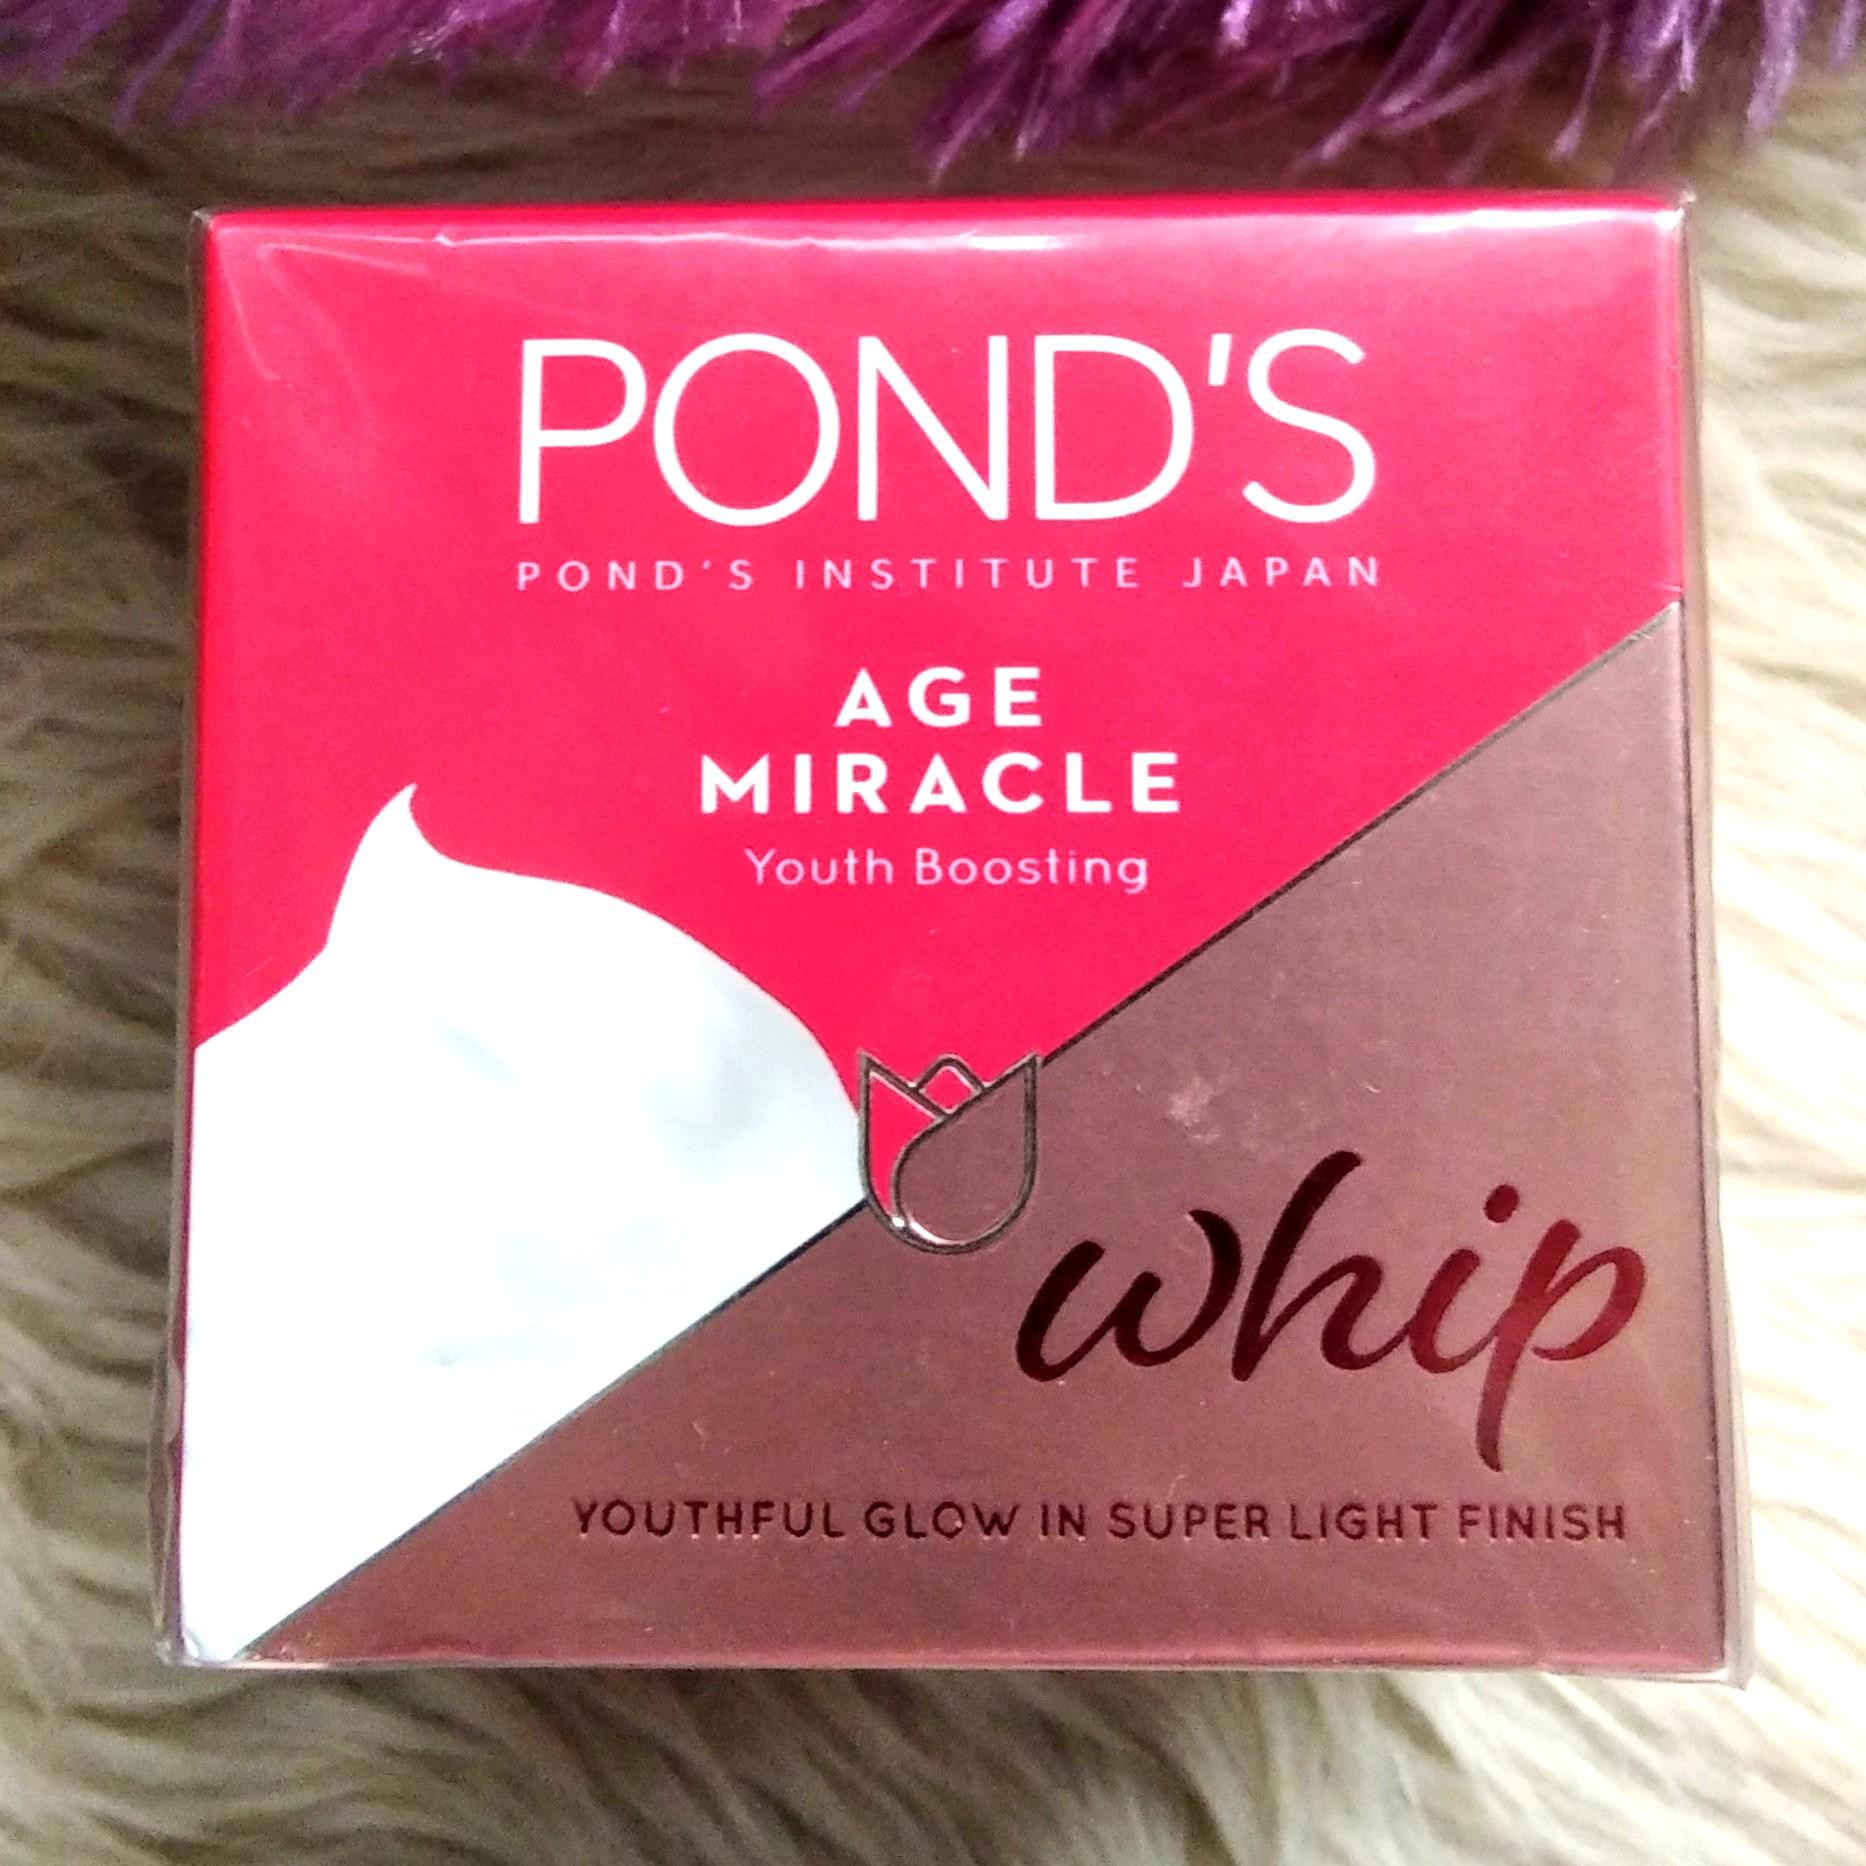 POND'S
POND'S INSTITUTE JAPAN
AGE
MIRACLE
Youth Boosting
whip
YOUTHFUL GLOW IN SUPER LIGHT FINISH